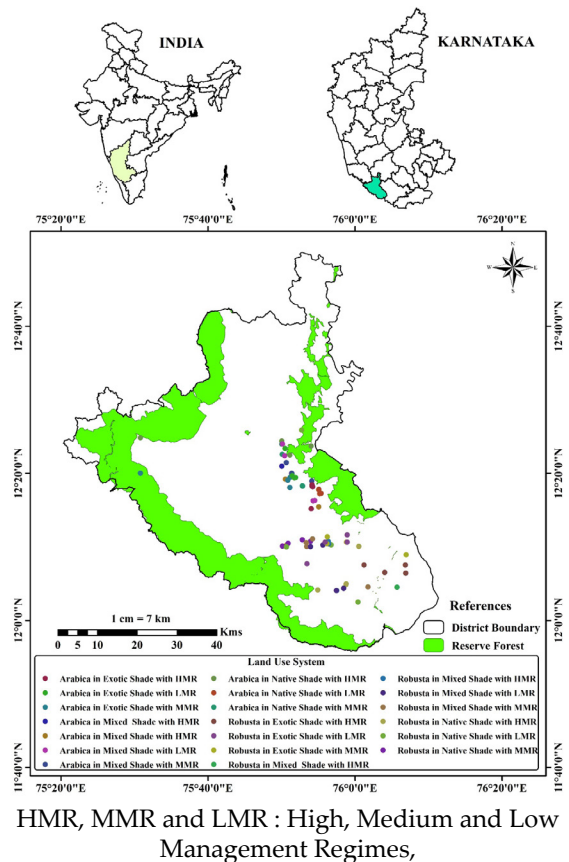 INDIA
KARNATAKA
75°20'0"E 75°40'0"E 76°0'0"E 76°20'0"E
N
W E
S
12°40'0"N 12°40'0"N
12°20'0"N 12°20'0"N
12°0'0"N 12°0'0"N
11°40'0"N 11°40'0"N
1 cm = 7 km
0 5 10 20 30 40 Kms
References
District Boundary
Reserve Forest
Land Use System
Arabica in Exotic Shade with HMR
Arabica in Exotic Shade with LMR
Arabica in Exotic Shade with MMR
Arabica in Mixed Shade with HMR
Arabica in Mixed Shade with HMR
Arabica in Mixed Shade with LMR
Arabica in Mixed Shade with MMR
Arabica in Native Shade with HMR
Arabica in Native Shade with LMR
Arabica in Native Shade with MMR
Robusta in Exotic Shade with HMR
Robusta in Exotic Shade with LMR
Robusta in Exotic Shade with MMR
Robusta in Mixed Shade with HMR
Robusta in Mixed Shade with HMR
Robusta in Mixed Shade with LMR
Robusta in Mixed Shade with MMR
Robusta in Native Shade with HMR
Robusta in Native Shade with LMR
Robusta in Native Shade with MMR
75°20'0"E 75°40'0"E 76°0'0"E 76°20'0"E
HMR, MMR and LMR : High, Medium and Low
Management Regimes,